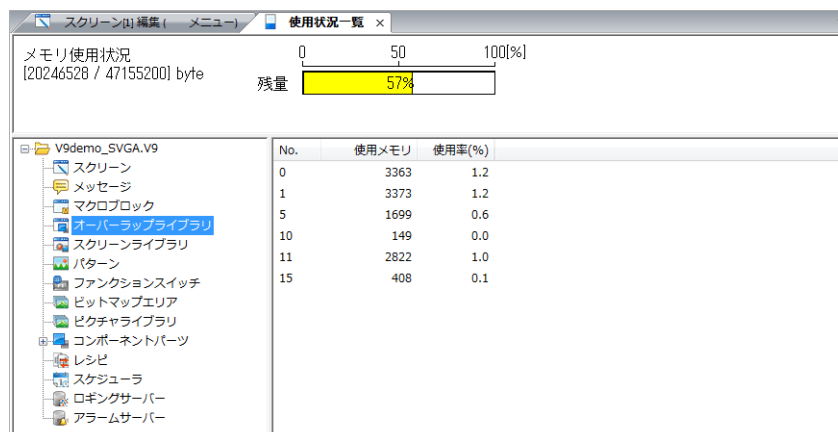 スクリーン[1] 編集 ( メニュー)
使用状況一覧 ×
メモリ使用状況
[20246528 / 47155200] byte
0 50 100[%]
残量 57%
V9demo_SVGA.V9
スクリーン
メッセージ
マクロブロック
オーバーラップライブラリ
スクリーンライブラリ
パターン
ファンクションスイッチ
ビットマップエリア
ピクチャライブラリ
コンポーネントパーツ
レシピ
スケジューラ
ロギングサーバー
アラームサーバー
No. 使用メモリ 使用率(%)
0 3363 1.2
1 3373 1.2
5 1699 0.6
10 149 0.0
11 2822 1.0
15 408 0.1